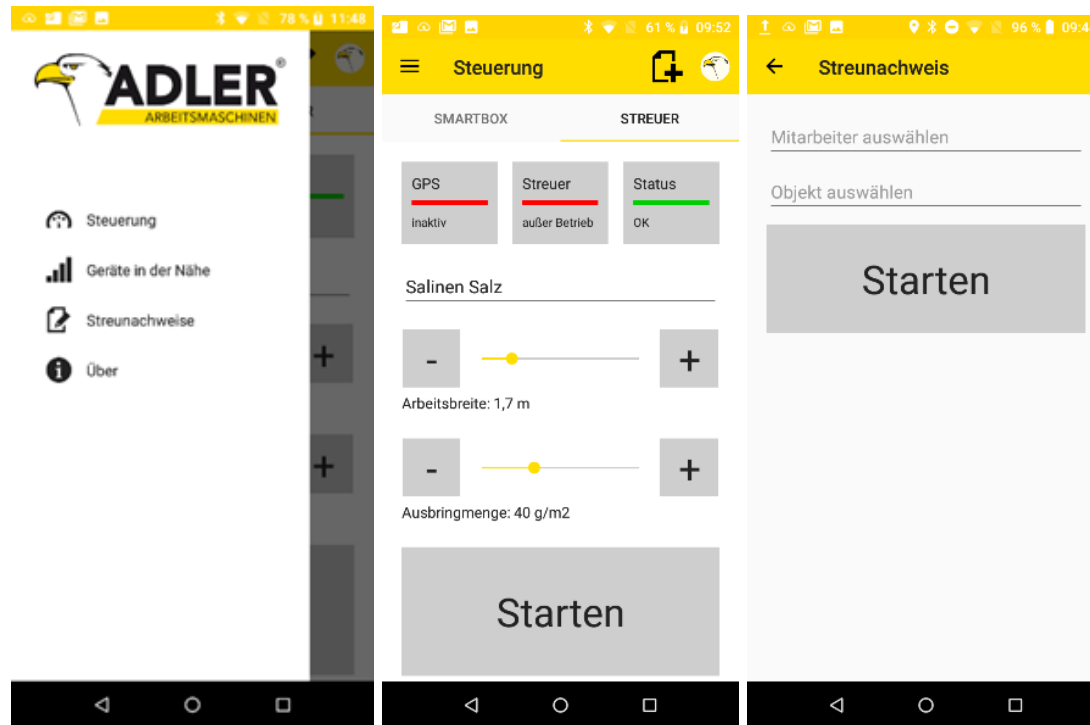 78 % 11:48
ADLER®
ARBEITSMASCHINEN
Steuerung
Geräte in der Nähe
Streunachweise
Über
+
+
61 % 09:52
Steuerung
SMARTBOX STREUER
GPS Streuer Status
inaktiv außer Betrieb OK
Salinen Salz
- +
Arbeitsbreite: 1,7 m
- +
Ausbringmenge: 40 g/m2
Starten
96 % 09:4
Streunachweis
Mitarbeiter auswählen
Objekt auswählen
Starten